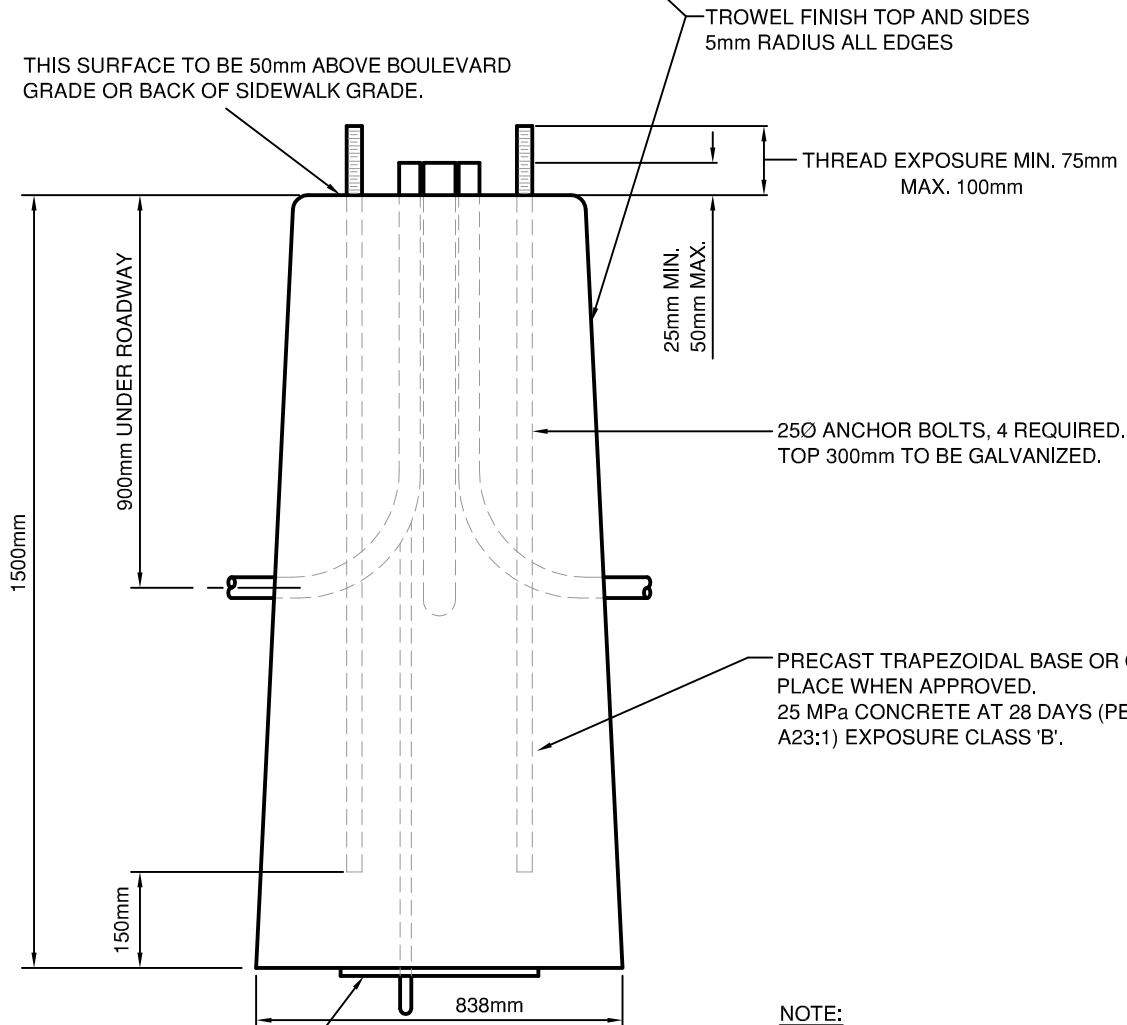 TROWEL FINISH TOP AND SIDES
5mm RADIUS ALL EDGES
THIS SURFACE TO BE 50mm ABOVE BOULEVARD
GRADE OR BACK OF SIDEWALK GRADE.
THREAD EXPOSURE MIN. 75mm
MAX. 100mm
900mm UNDER ROADWAY
25mm MIN.
50mm MAX.
25Ø ANCHOR BOLTS, 4 REQUIRED.
TOP 300mm TO BE GALVANIZED.
1500mm
PRECAST TRAPEZOIDAL BASE OR
PLACE WHEN APPROVED.
25 MPa CONCRETE AT 28 DAYS
A23:1) EXPOSURE CLASS 'B'.
150mm
838mm
NOTE: